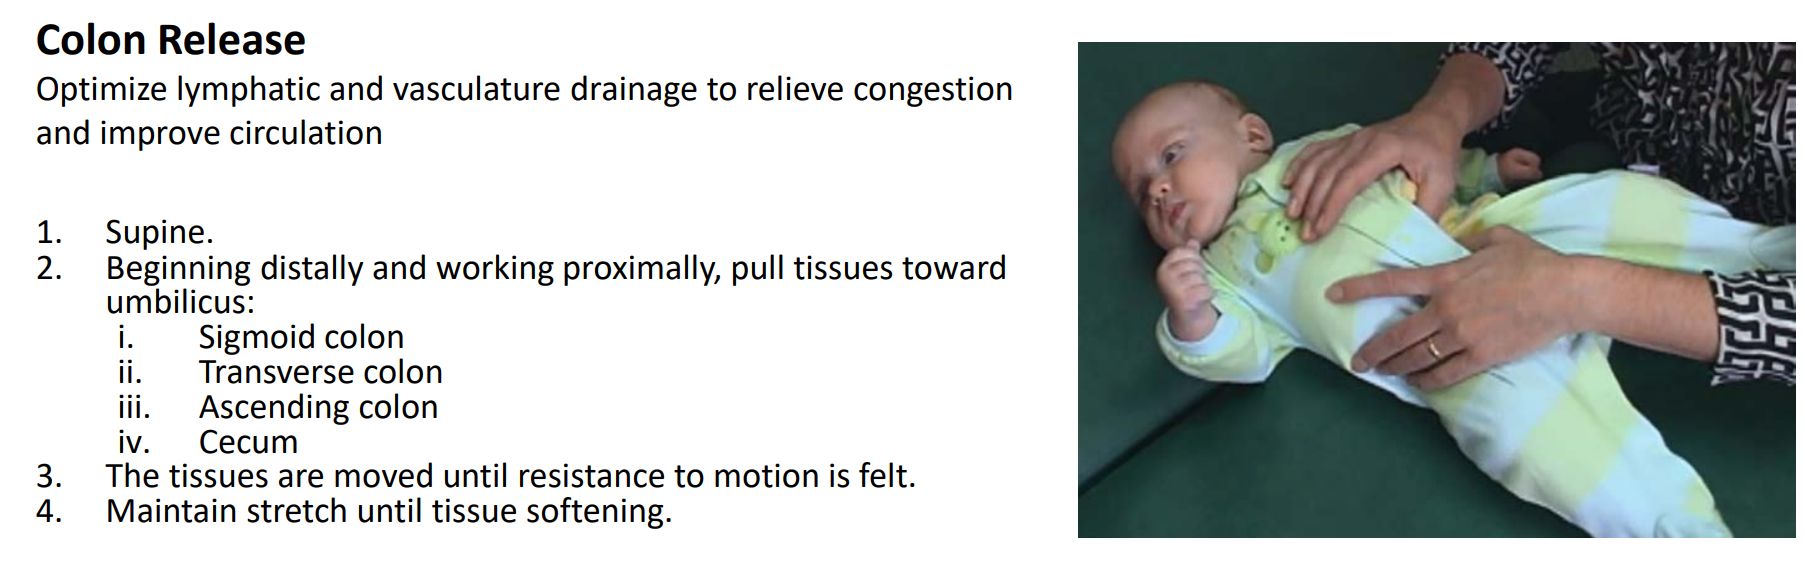 Colon Release
Optimize lymphatic and vasculature drainage to relieve congestion
and improve circulation
1. Supine.
2. Beginning distally and working proximally, pull tissues toward
umbilicus:
i. Sigmoid colon
ii. Transverse colon
iii. Ascending colon
iv. Cecum
3. The tissues are moved until resistance to motion is felt.
4. Maintain stretch until tissue softening.